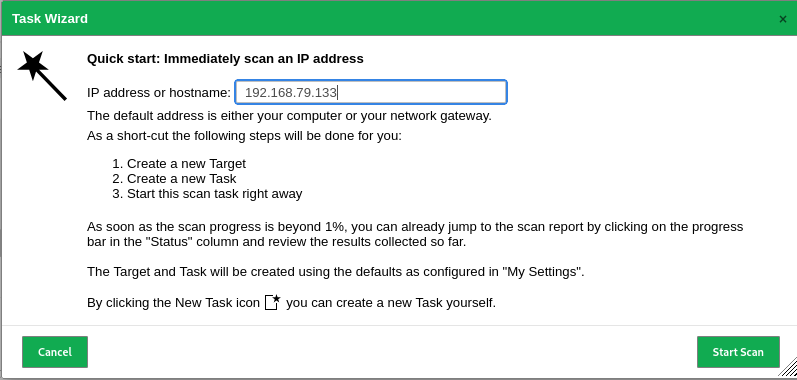 Task Wizard
×
Quick start: Immediately scan an IP address
IP address or hostname: 192.168.79.133
The default address is either your computer or your network gateway.
As a short-cut the following steps will be done for you:
1. Create a new Target
2. Create a new Task
3. Start this scan task right away
As soon as the scan progress is beyond 1%, you can already jump to the scan report by clicking on the progress
bar in the "Status" column and review the results collected so far.
The Target and Task will be created using the defaults as configured in "My Settings".
By clicking the New Task icon you can create a new Task yourself.
Cancel
Start Scan